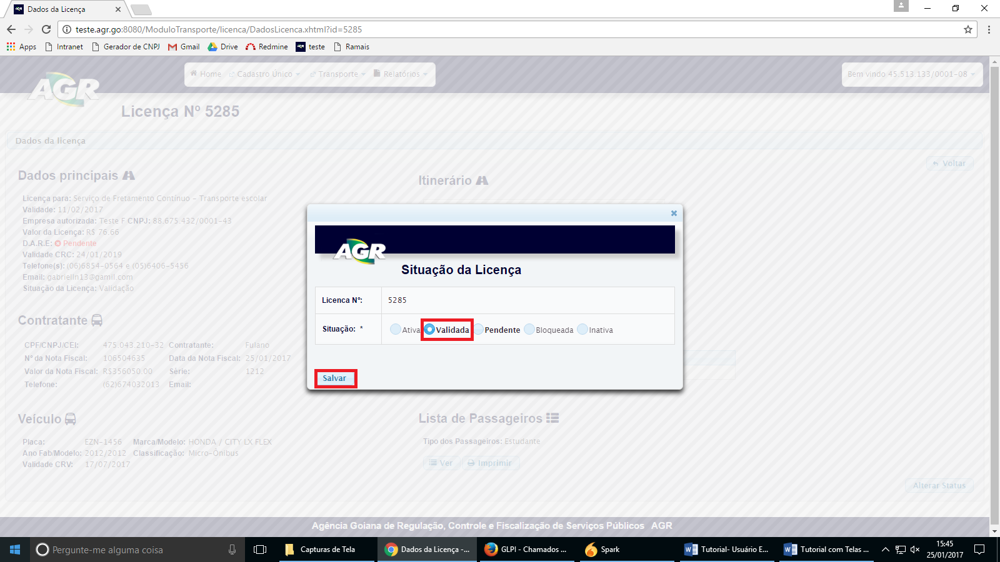 Dados da Licença
teste.agr.go:8080/ModuloTransporte/licenca/DadosLicenca.xhtml?id=5285
Apps Intranet Gerador de CNPJ Gmail Drive Redmine teste Ramais
AGR Home Cadastro Único Transporte Relatórios Bem vindo 45.513.133/0001-08
Licença Nº 5285
Dados da licença
Voltar
Dados principais
Itinerário
Licença para: Serviço de Fretamento Contínuo - Transporte escolar
Validade: 11/02/2017
Empresa autorizada: Teste F CNPJ: 88.675.432/0001-43
Valor da Licença: R$ 76.66
D.A.R.E: Pendente
Validade CRC: 24/01/2019
Telefone(s): (06)6854-0564 e (05)6406-5456
Email: gabrielln13@gamil.com
Situação da Licença: Validação
AGR
Situação da Licença
Licenca Nº: 5285
Situação: * Ativa Validada Pendente Bloqueada Inativa
Salvar
Contratante
CPF/CNPJ/CEI: 475.043.210-32 Contratante: Fulano
Nº da Nota Fiscal: 106504635 Data da Nota Fiscal: 25/01/2017
Valor da Nota Fiscal: R$356050.00 Série: 1212
Telefone: (62)674032013 Email:
Veículo
Placa: EZN-1456 Marca/Modelo: HONDA / CITY LX FLEX
Ano Fab/Modelo: 2012/2012 Classificação: Micro-Ônibus
Validade CRV: 17/07/2017
Lista de Passageiros
Tipo dos Passageiros: Estudante
Ver Imprimir
Alterar Status
Agência Goiana de Regulação, Controle e Fiscalização de Serviços Públicos AGR
Pergunte-me alguma coisa Capturas de Tela Dados da Licença -... GLPI - Chamados ... Spark Tutorial- Usuário E... Tutorial com Telas ... 15:45
25/01/2017